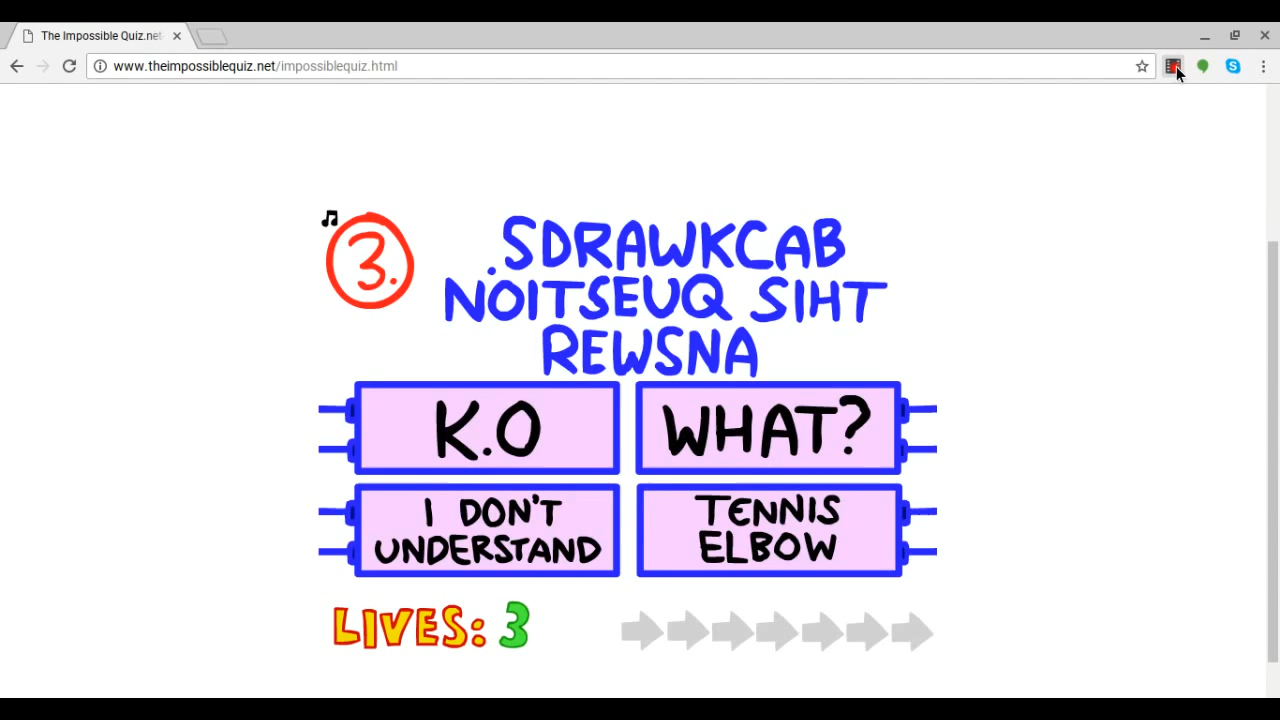 The Impossible Quiz.net
www.theimpossiblequiz.net/impossiblequiz.html
3.
.SDRAWKCAB
NOITSEUQ SIHT
REWSNA
K.O
WHAT?
I DON'T
UNDERSTAND
TENNIS
ELBOW
LIVES: 3